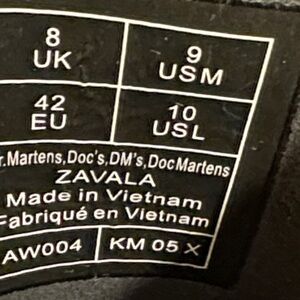 8 UK 9 USM
42 EU 10 USL
r.Martens,Doc's,DM's,DocMartens
ZAVALA
Made in Vietnam
Fabriqué en Vietnam
AW004 KM 05 X